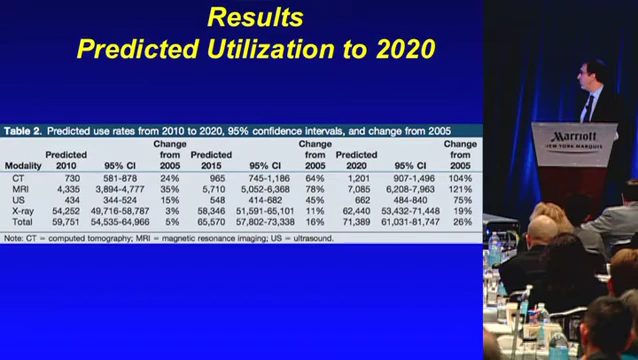 Results
Predicted Utilization to 2020
Table 2. Predicted use rates from 2010 to 2020, 95% confidence intervals, and change from 2005
Modality Predicted 2010 95% CI Change from 2005 Predicted 2015 95% CI Change from 2005 Predicted 2020 95% CI Change from 2005
CT 730 581-878 24% 965 745-1,186 64% 1,201 907-1,496 104%
MRI 4,335 3,894-4,777 35% 5,710 5,052-6,368 78% 7,085 6,208-7,963 121%
US 434 344-524 15% 548 414-682 45% 662 484-840 75%
X-ray 54,252 49,716-58,787 3% 58,346 51,591-65,101 11% 62,440 53,432-71,448 19%
Total 59,751 54,535-64,966 5% 65,570 57,802-73,338 16% 71,389 61,031-81,747 26%
Note: CT = computed tomography; MRI = magnetic resonance imaging; US = ultrasound.
Marriott
NEW YORK MARQUIS